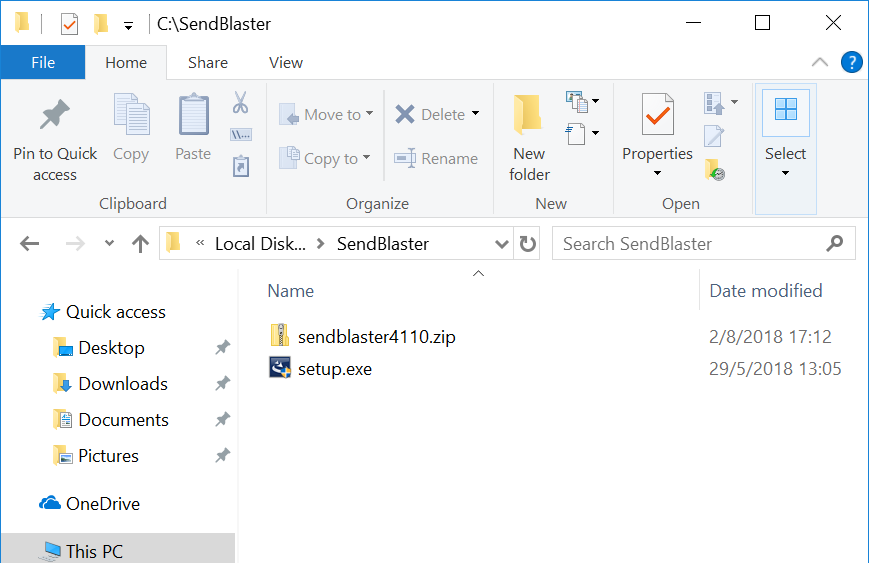 C:\SendBlaster
File Home Share View
?
Pin to Quick access
Copy
Paste
\\...
Clipboard
Move to
Copy to
Delete
Rename
Organize
New folder
New
Properties
Open
Select
« Local Disk... > SendBlaster
Search SendBlaster
Name Date modified
sendblaster4110.zip 2/8/2018 17:12
setup.exe 29/5/2018 13:05
Quick access
Desktop
Downloads
Documents
Pictures
OneDrive
This PC